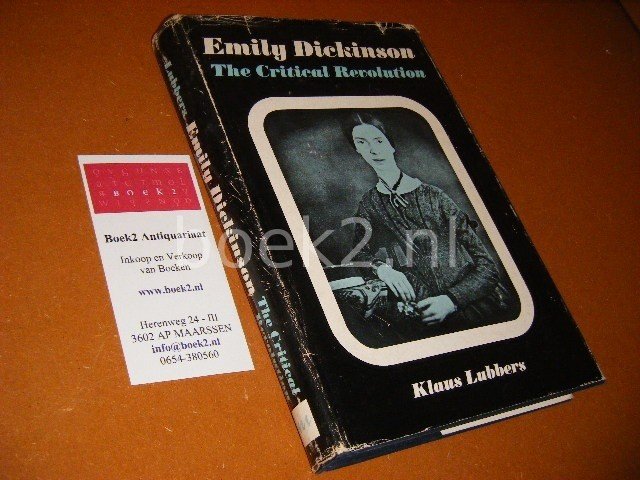 Emily Dickinson
The Critical Revolution
Klaus Lubbers
Lubbers Emily Dickinson The Critical
BOEK2
Boek2 Antiquariaat
Inkoop en Verkoop
van Boeken
www.boek2.nl
Herenweg 24 - III
3602 AP MAARSSEN
info@boek2.nl
0654-380560
boek2.nl